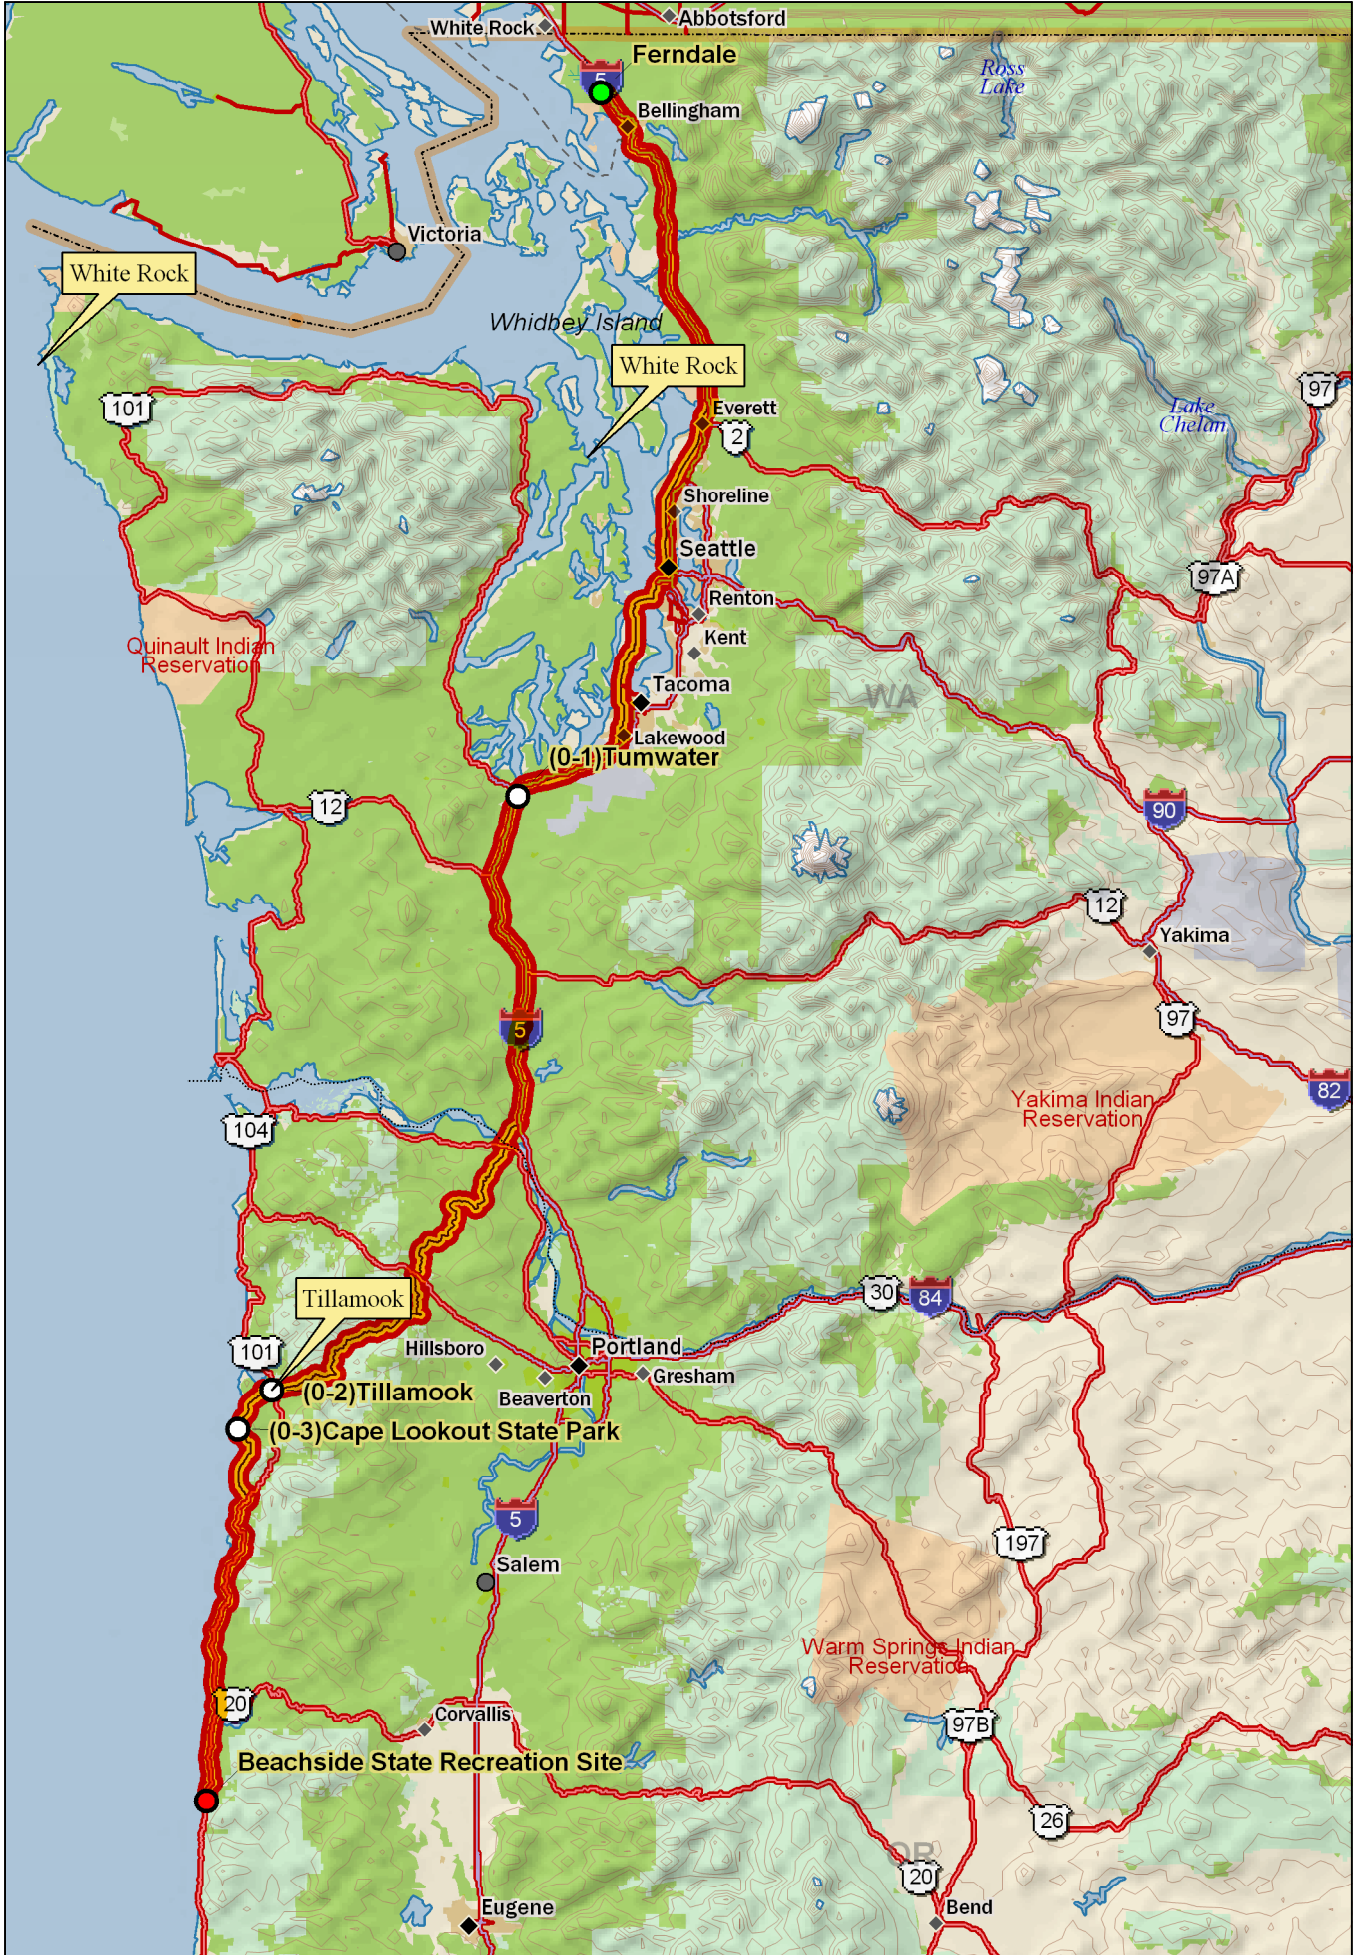 White Rock
Abbotsford
Ferndale
5
Ross
Lake
Bellingham
Victoria
White Rock
Whidbey Island
White Rock
97
101
Everett
2
Lake
Chelan
Shoreline
Seattle
97A
Renton
Quinault Indian
Reservation
Kent
WA
Tacoma
Lakewood
(0-1)Tumwater
12
90
12
Yakima
5
97
82
Yakima Indian
Reservation
104
30
84
Tillamook
101
Hillsboro
Portland
Gresham
(0-2)Tillamook
Beaverton
(0-3)Cape Lookout State Park
5
197
Salem
Warm Springs Indian
Reservation
20
Corvallis
97B
Beachside State Recreation Site
26
OR
20
Eugene
Bend